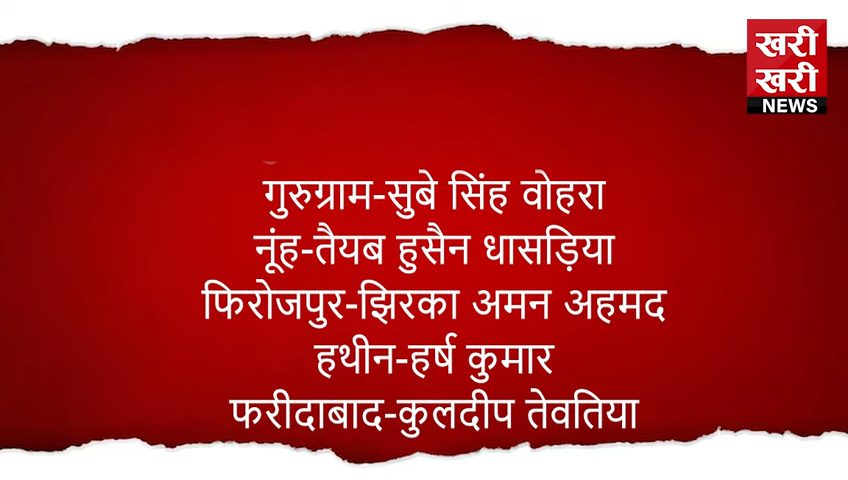 खरी
खरी
NEWS
गुरुग्राम-सुबे सिंह वोहरा
नूंह-तैयब हुसैन धासड़िया
फिरोजपुर-झिरका अमन अहमद
हथीन-हर्ष कुमार
फरीदाबाद-कुलदीप तेवतिया